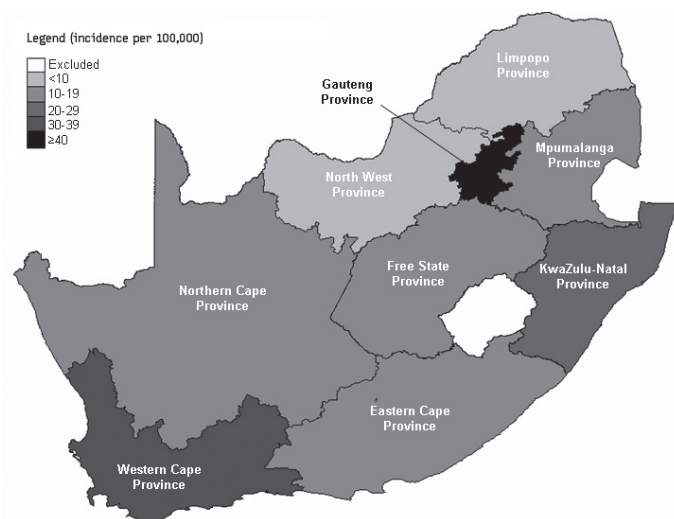 Legend (incidence per 100,000)
Excluded
<10
10-19
20-29
30-39
≥40
Limpopo
Province
Gauteng
Province
Mpumalanga
Province
North West
Province
Free State
Province
KwaZulu-Natal
Province
Northern Cape
Province
Eastern Cape
Province
Western Cape
Province